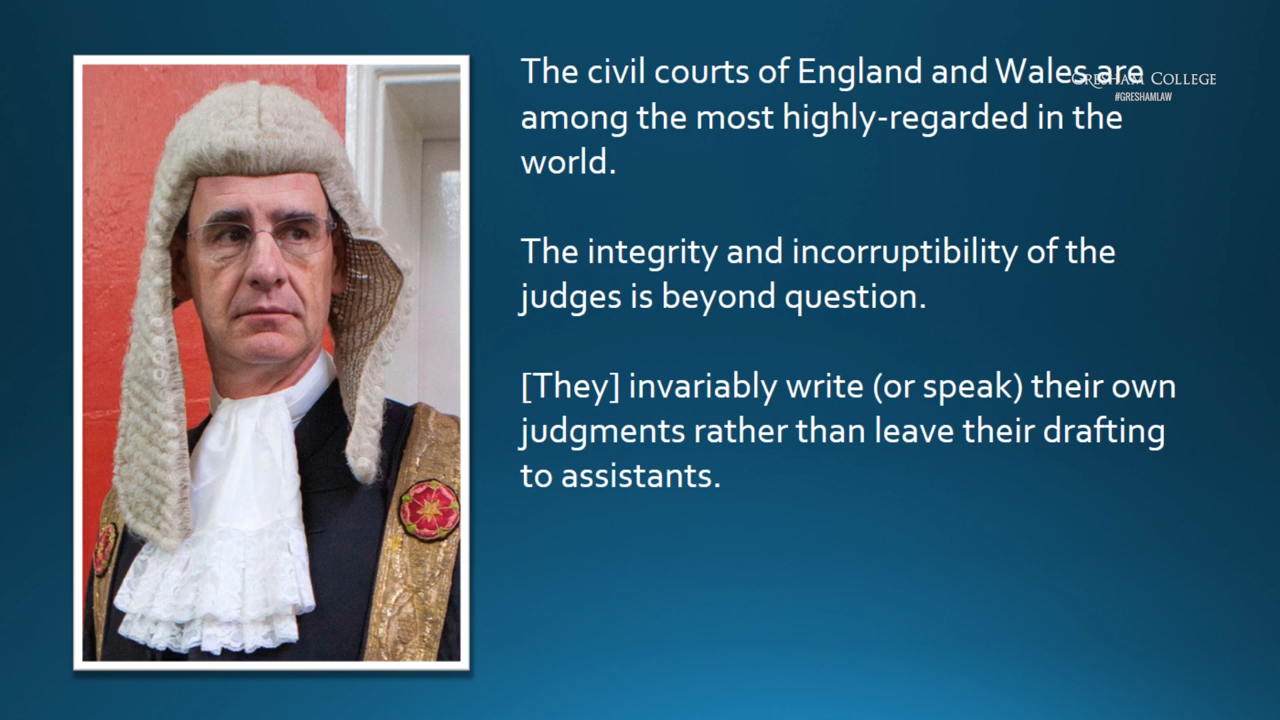 The civil courts of England and Wales are
among the most highly-regarded in the
world.
The integrity and incorruptibility of the
judges is beyond question.
[They] invariably write (or speak) their own
judgments rather than leave their drafting
to assistants.
GRESHAM COLLEGE
#GRESHAMLAW